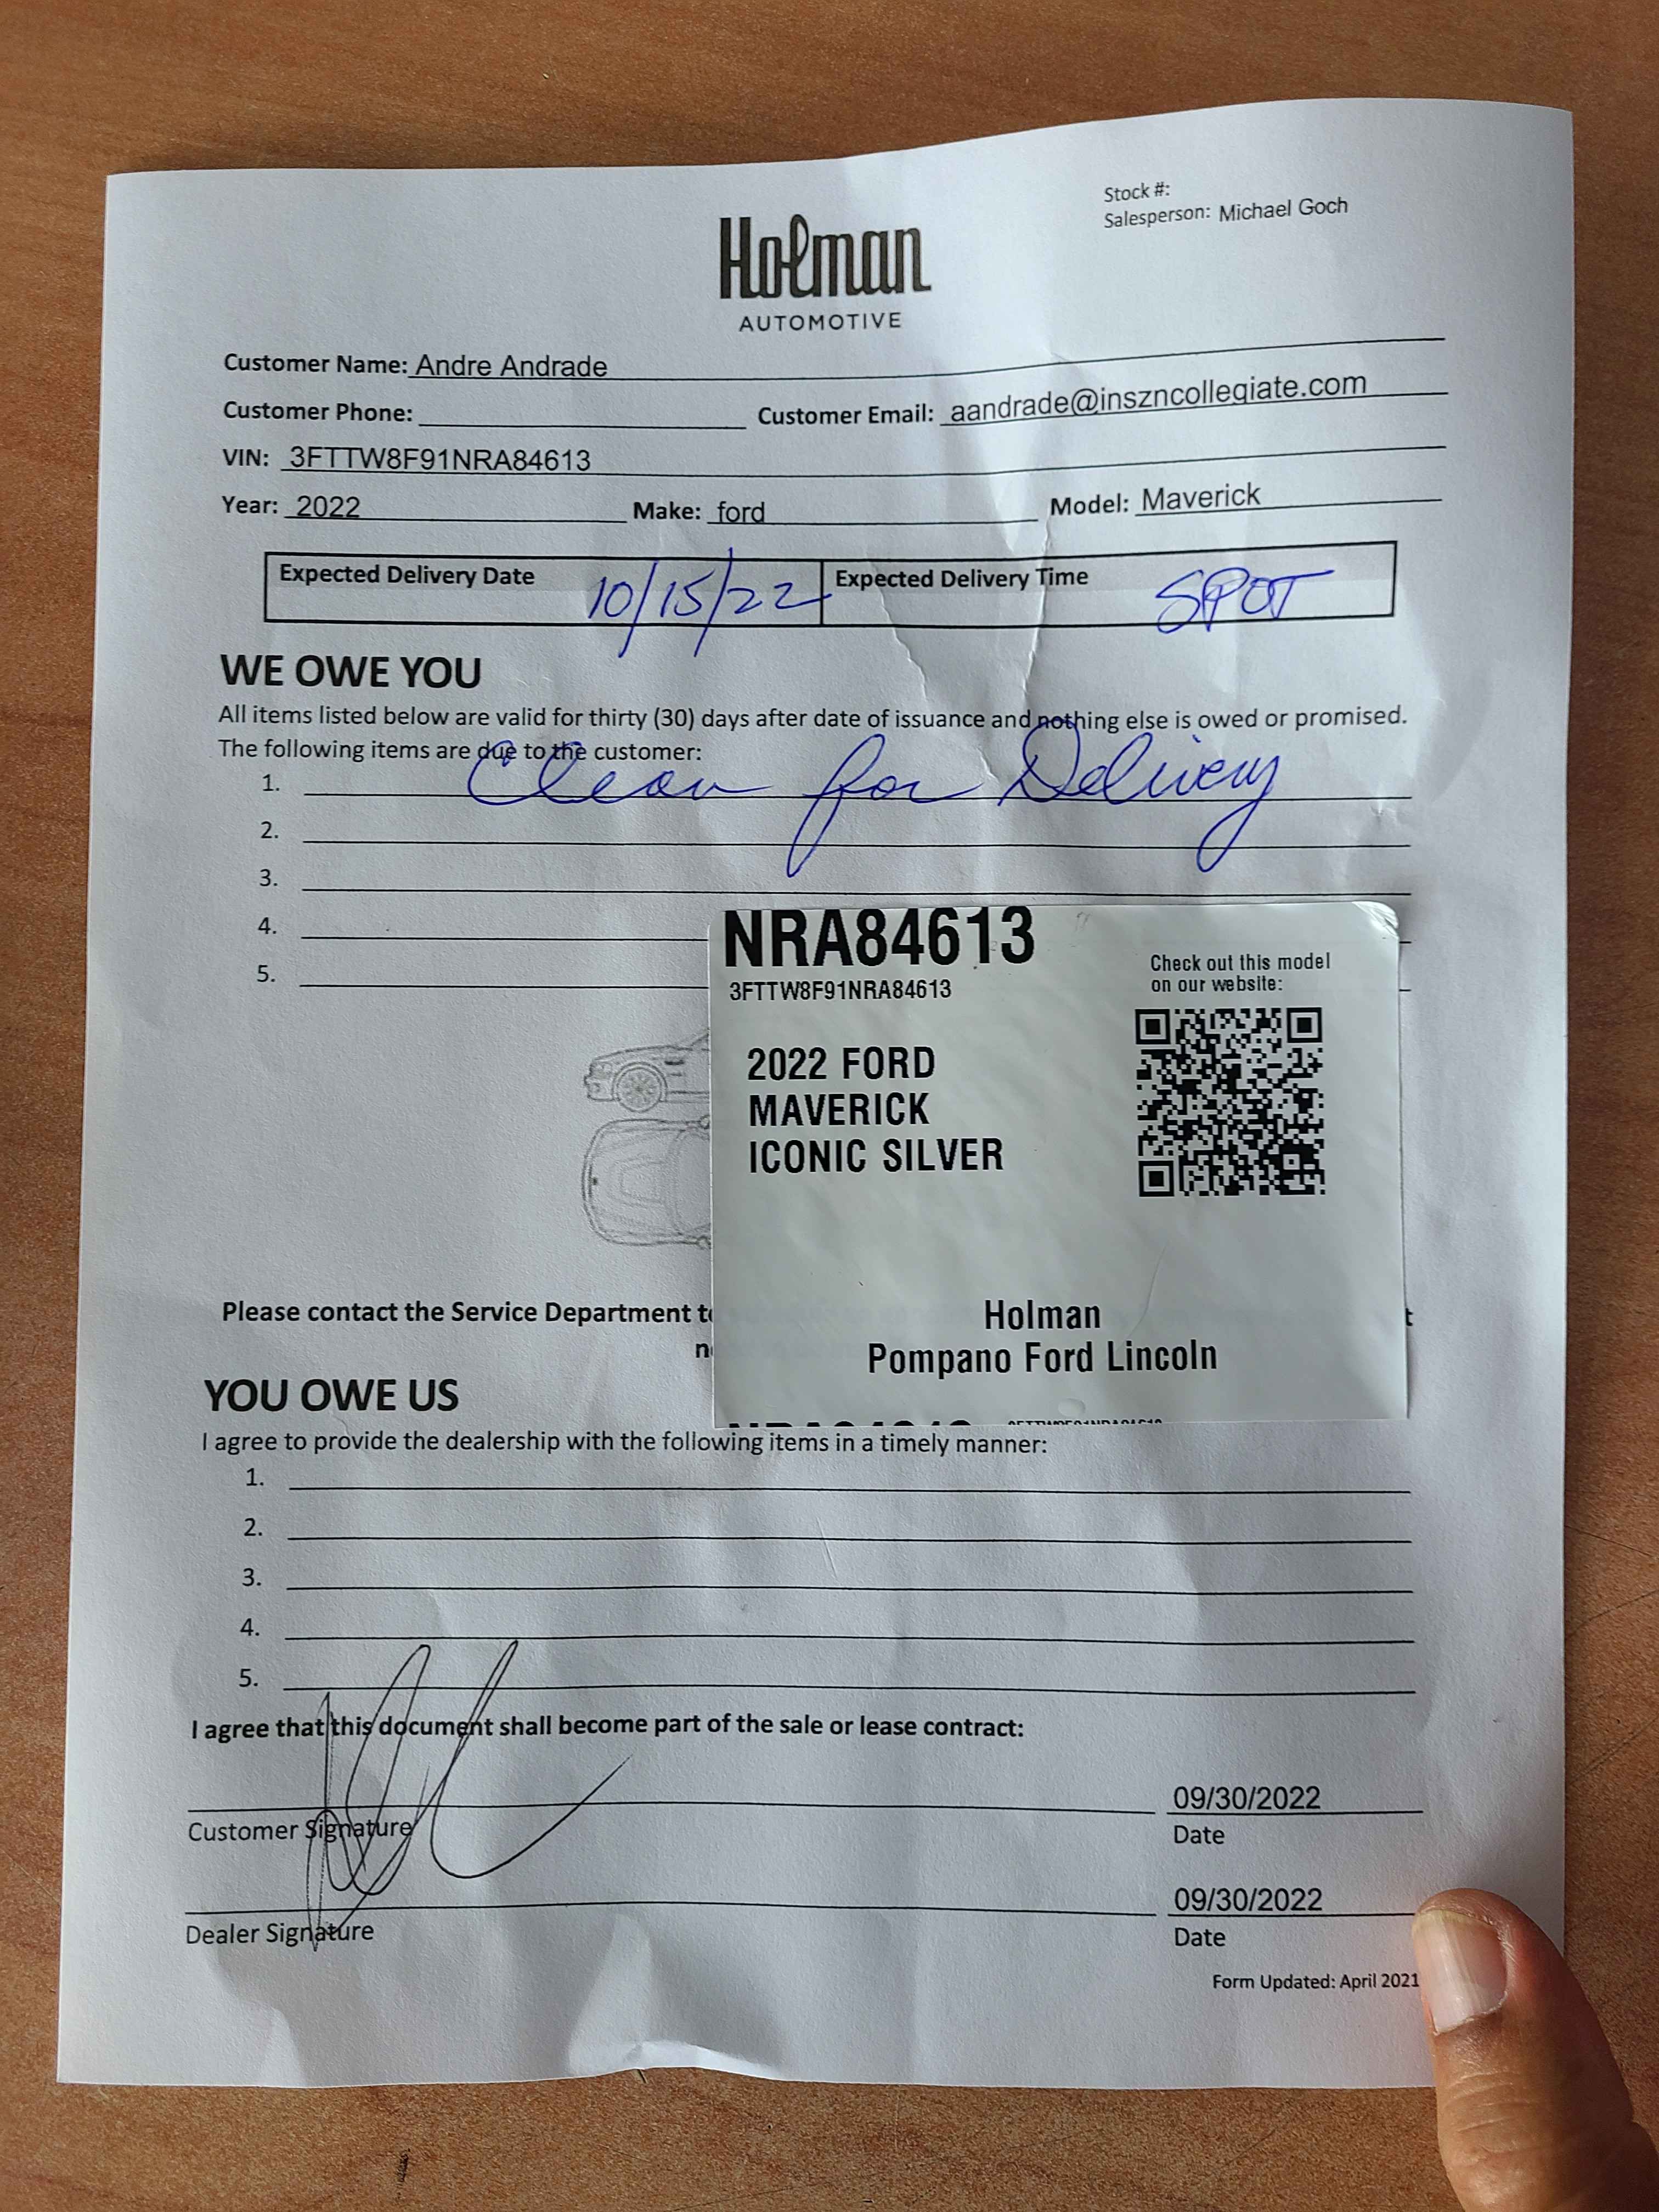 Stock #:
Salesperson: Michael Goch
Holman
AUTOMOTIVE
Customer Name: Andre Andrade
Customer Phone: Customer Email: aandrade@inszncollegiate.com
VIN: 3FTTW8F91NRA84613
Year: 2022 Make: ford Model: Maverick
Expected Delivery Date 10/15/22 Expected Delivery Time SPOT
WE OWE YOU
All items listed below are valid for thirty (30) days after date of issuance and nothing else is owed or promised.
The following items are due to the customer:
1. Clean for Delivery
2.
3.
4.
5.
NRA84613
3FTTW8F91NRA84613
Check out this model
on our website:
2022 FORD
MAVERICK
ICONIC SILVER
Holman
Pompano Ford Lincoln
Please contact the Service Department
YOU OWE US
I agree to provide the dealership with the following items in a timely manner:
1.
2.
3.
4.
5.
I agree that this document shall become part of the sale or lease contract:
09/30/2022
Customer Signature Date
09/30/2022
Dealer Signature Date
Form Updated: April 2021